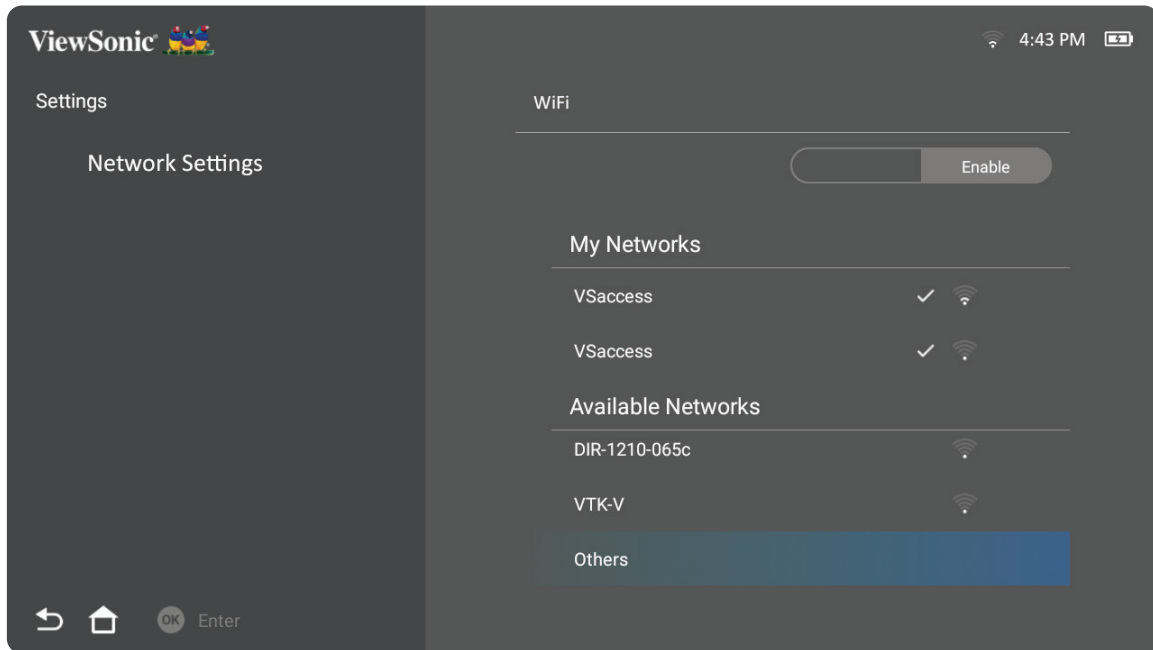 ViewSonic
4:43 PM
Settings
WiFi
Network Settings
Enable
My Networks
VSaccess
VSaccess
Available Networks
DIR-1210-065c
VTK-V
Others
OK Enter